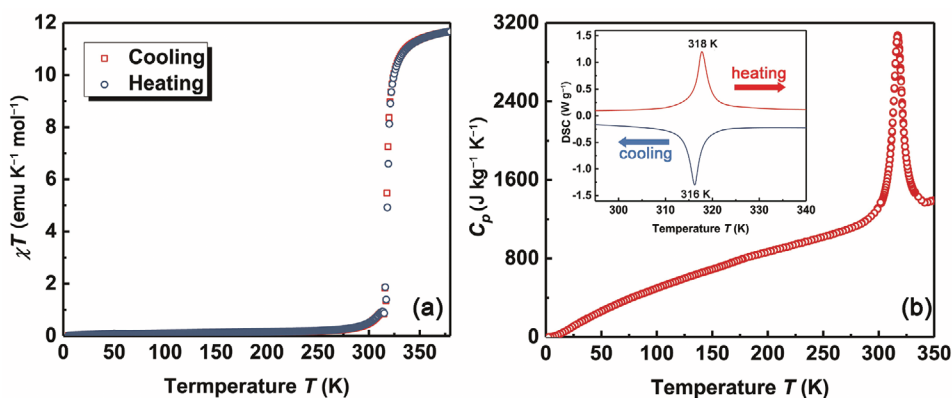 12
10
8
6
4
2
0
χT (emu K⁻¹ mol⁻¹)
Cooling
Heating
(a)
0 50 100 150 200 250 300 350
Termperature T (K)
3200
2400
1600
800
0
Cp (J kg⁻¹ K⁻¹)
1.5
1.0
0.5
0.0
-0.5
-1.0
-1.5
DSC (W g⁻¹)
318 K
heating
cooling
316 K
300 310 320 330 340
Temperature T (K)
(b)
0 50 100 150 200 250 300 350
Temperature T (K)